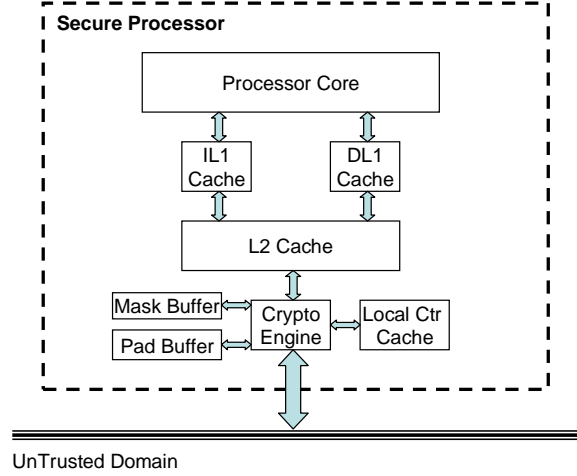 Secure Processor
Processor Core
IL1
Cache
DL1
Cache
L2 Cache
Mask Buffer
Pad Buffer
Crypto
Engine
Local Ctr
Cache
UnTrusted Domain